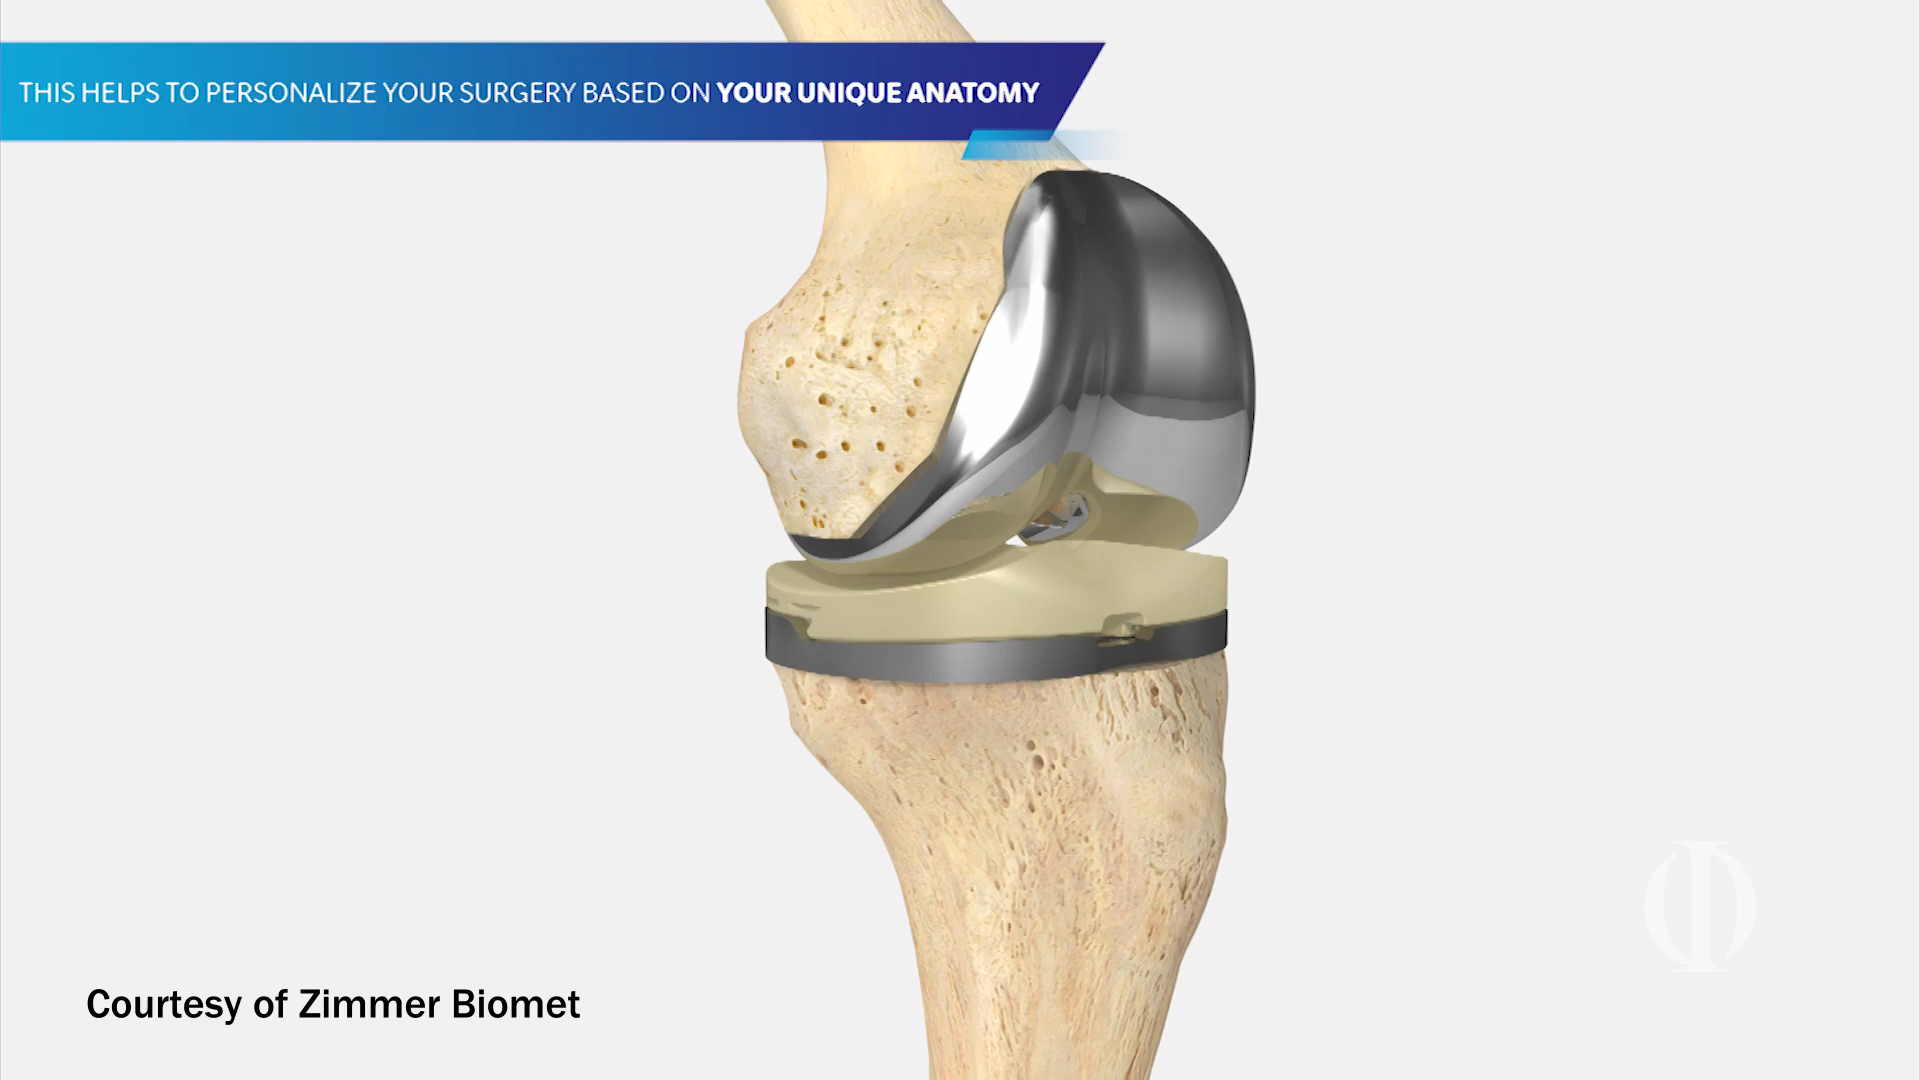 THIS HELPS TO PERSONALIZE YOUR SURGERY BASED ON YOUR UNIQUE ANATOMY
Courtesy of Zimmer Biomet